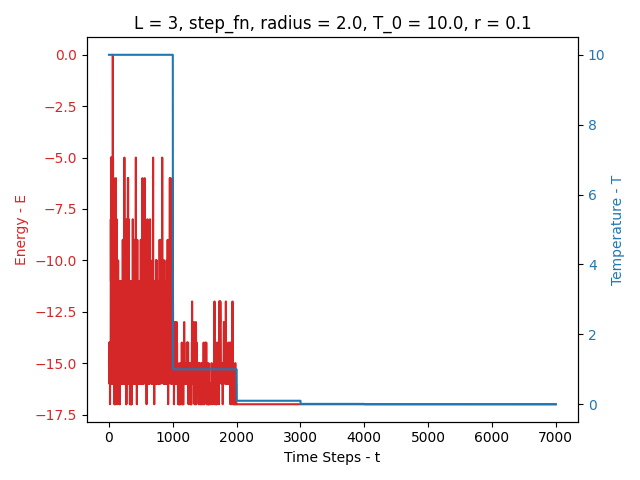 L = 3, step_fn, radius = 2.0, T_0 = 10.0, r = 0.1
0.0
−2.5
−5.0
−7.5
−10.0
−12.5
−15.0
−17.5
Energy - E
10
8
6
4
2
0
Temperature - T
0 1000 2000 3000 4000 5000 6000 7000
Time Steps - t